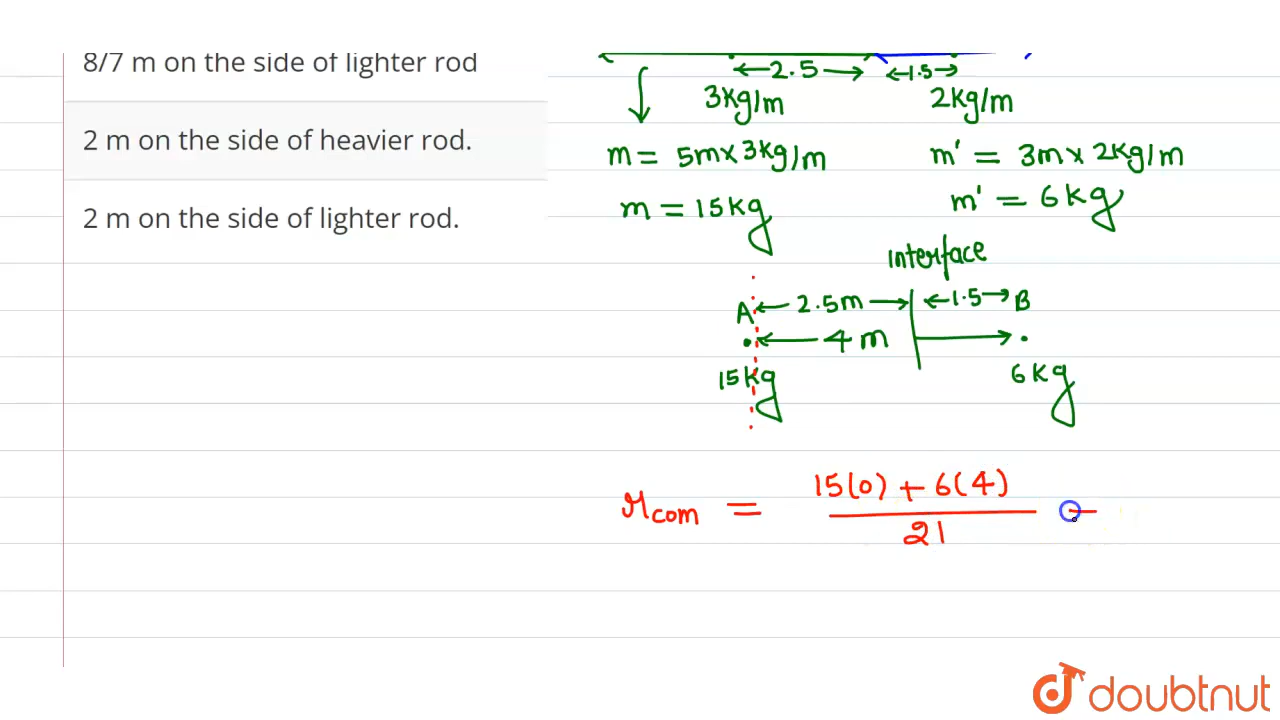 8/7 m on the side of lighter rod
2 m on the side of heavier rod.
2 m on the side of lighter rod.
2.5 1.5
3kg/m 2kg/m
m = 5m x 3kg/m m' = 3m x 2kg/m
m = 15kg m' = 6kg
interface
A 2.5m 1.5 B
4 m
15kg 6kg
rcom = 15(0) + 6(4)
21
doubtnut